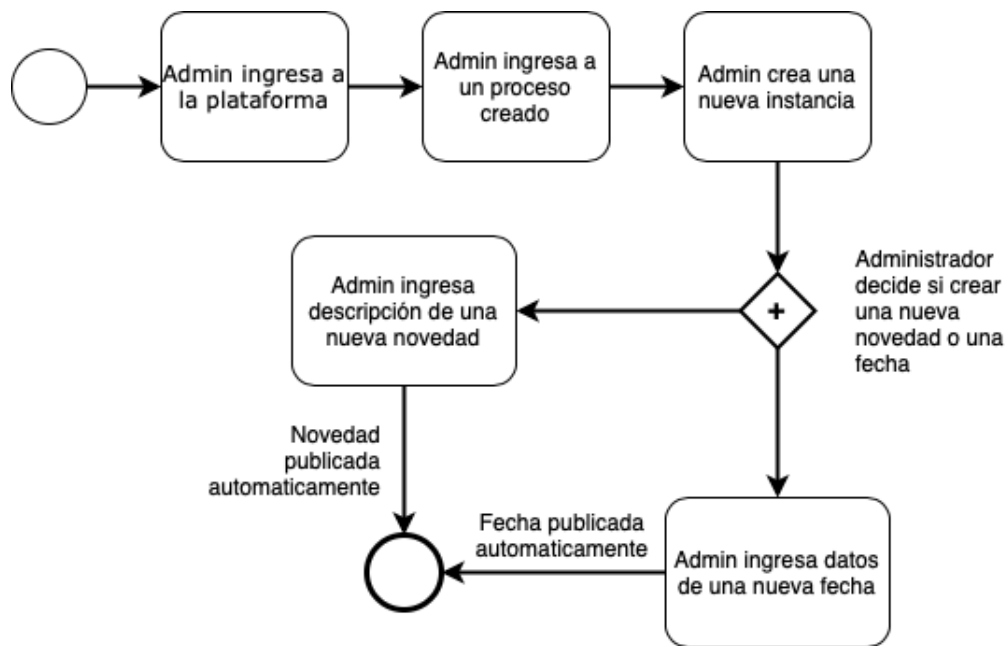 Admin ingresa a
la plataforma
Admin ingresa a
un proceso
creado
Admin crea una
nueva instancia
Administrador
decide si crear
una nueva
novedad o una
fecha
+
Admin ingresa
descripción de una
nueva novedad
Novedad
publicada
automaticamente
Fecha publicada
automaticamente
Admin ingresa datos
de una nueva fecha